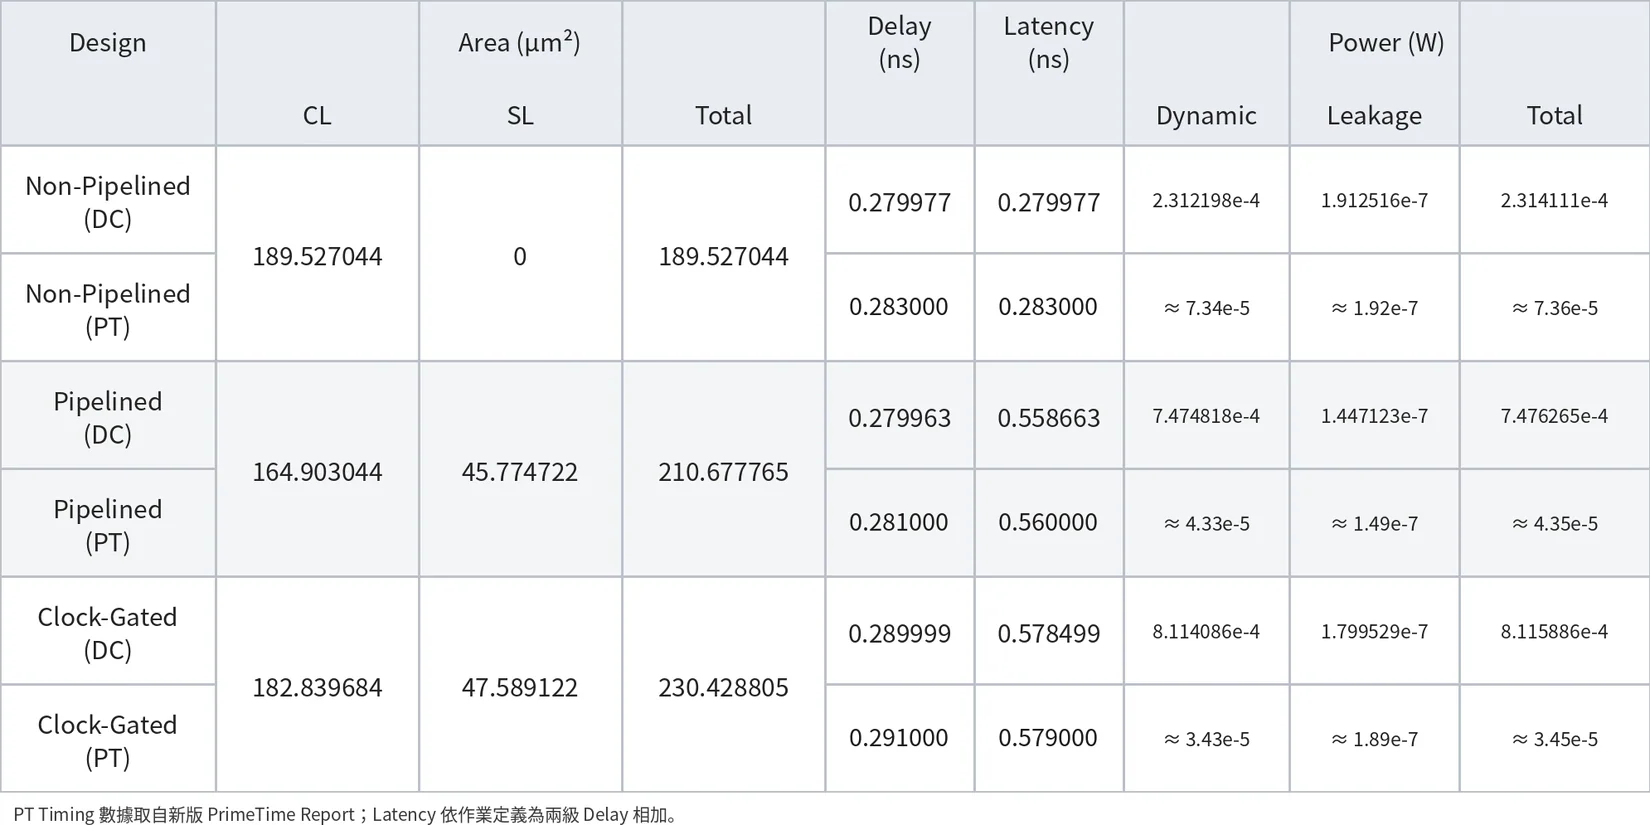 Design
Area (μm²)
Delay
(ns)
Latency
(ns)
Power (W)
CL
SL
Total
Dynamic
Leakage
Total
Non-Pipelined
(DC)
189.527044
0
189.527044
0.279977
0.279977
2.312198e-4
1.912516e-7
2.314111e-4
Non-Pipelined
(PT)
0.283000
0.283000
≈ 7.34e-5
≈ 1.92e-7
≈ 7.36e-5
Pipelined
(DC)
164.903044
45.774722
210.677765
0.279963
0.558663
7.474818e-4
1.447123e-7
7.476265e-4
Pipelined
(PT)
0.281000
0.560000
≈ 4.33e-5
≈ 1.49e-7
≈ 4.35e-5
Clock-Gated
(DC)
182.839684
47.589122
230.428805
0.289999
0.578499
8.114086e-4
1.799529e-7
8.115886e-4
Clock-Gated
(PT)
0.291000
0.579000
≈ 3.43e-5
≈ 1.89e-7
≈ 3.45e-5
PT Timing 數據取自新版 PrimeTime Report；Latency 依作業定義為兩級 Delay 相加。